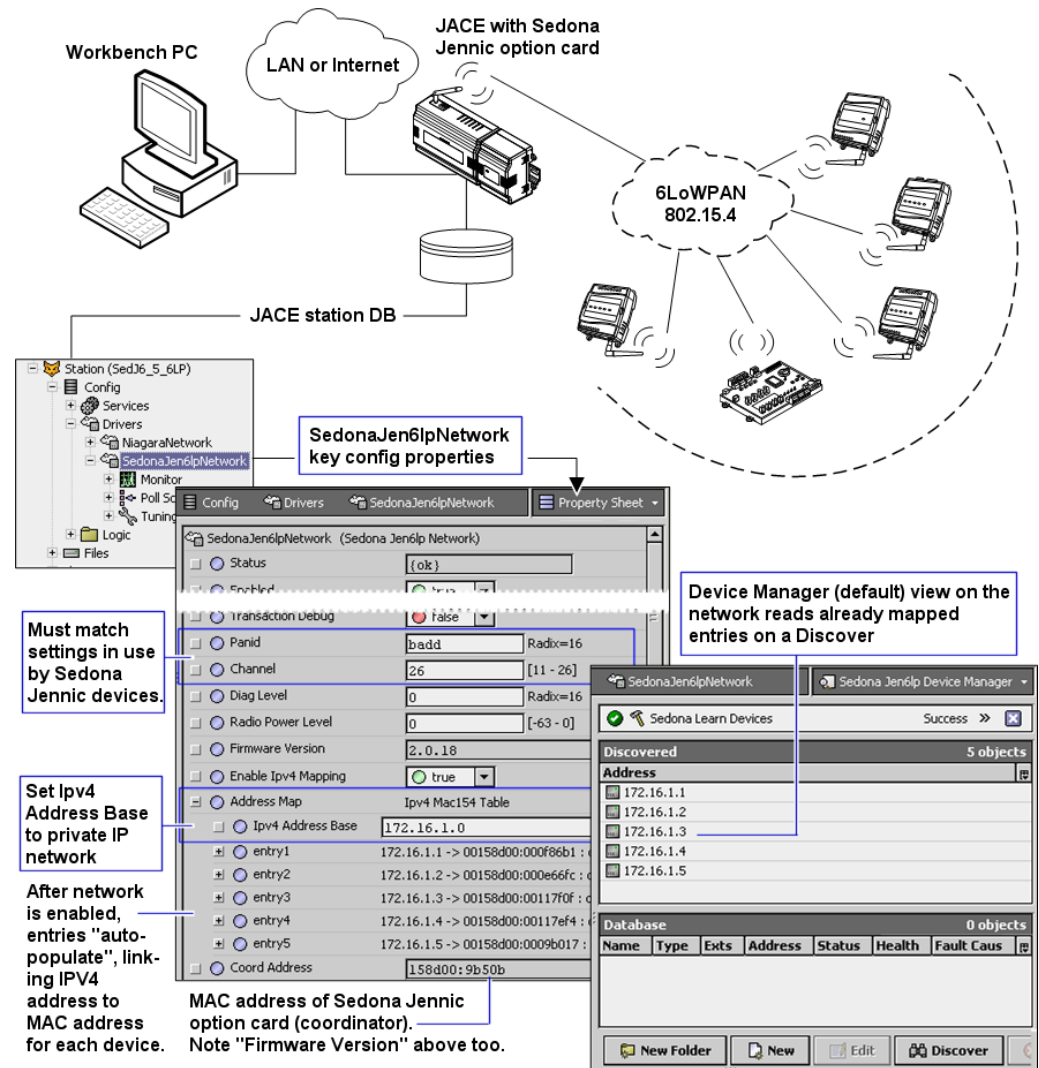 JACE with Sedona
Jennic option card
Workbench PC
LAN or Internet
6LoWPAN
802.15.4
JACE station DB
Station (SedJ6_5_6LP)
Config
Services
Drivers
NiagaraNetwork
SedonaJen6lpNetwork
Monitor
Poll Sc
Tuning
Logic
Files
SedonaJen6lpNetwork
key config properties
Config Drivers SedonaJen6lpNetwork Property Sheet
SedonaJen6lpNetwork (Sedona Jen6lp Network)
Status {ok}
Enabled true
Transaction Debug false
Panid badd Radix=16
Channel 26 [11 - 26]
Diag Level 0 Radix=16
Radio Power Level 0 [-63 - 0]
Firmware Version 2.0.18
Enable Ipv4 Mapping true
Address Map Ipv4 Mac154 Table
Ipv4 Address Base 172.16.1.0
entry1 172.16.1.1 -> 00158d00:000f86b1 :
entry2 172.16.1.2 -> 00158d00:000e66fc :
entry3 172.16.1.3 -> 00158d00:00117f0f :
entry4 172.16.1.4 -> 00158d00:00117ef4 :
entry5 172.16.1.5 -> 00158d00:0009b017 :
Coord Address 158d00:9b50b
Must match
settings in use
by Sedona
Jennic devices.
Set Ipv4
Address Base
to private IP
network
After network
is enabled,
entries "auto-
populate", link-
ing IPV4
address to
MAC address
for each device.
MAC address of Sedona Jennic
option card (coordinator).
Note "Firmware Version" above too.
Device Manager (default) view on the
network reads already mapped
entries on a Discover
SedonaJen6lpNetwork Sedona Jen6lp Device Manager
Sedona Learn Devices Success »
Discovered 5 objects
Address
172.16.1.1
172.16.1.2
172.16.1.3
172.16.1.4
172.16.1.5
Database 0 objects
Name Type Exts Address Status Health Fault Caus
New Folder New Edit Discover